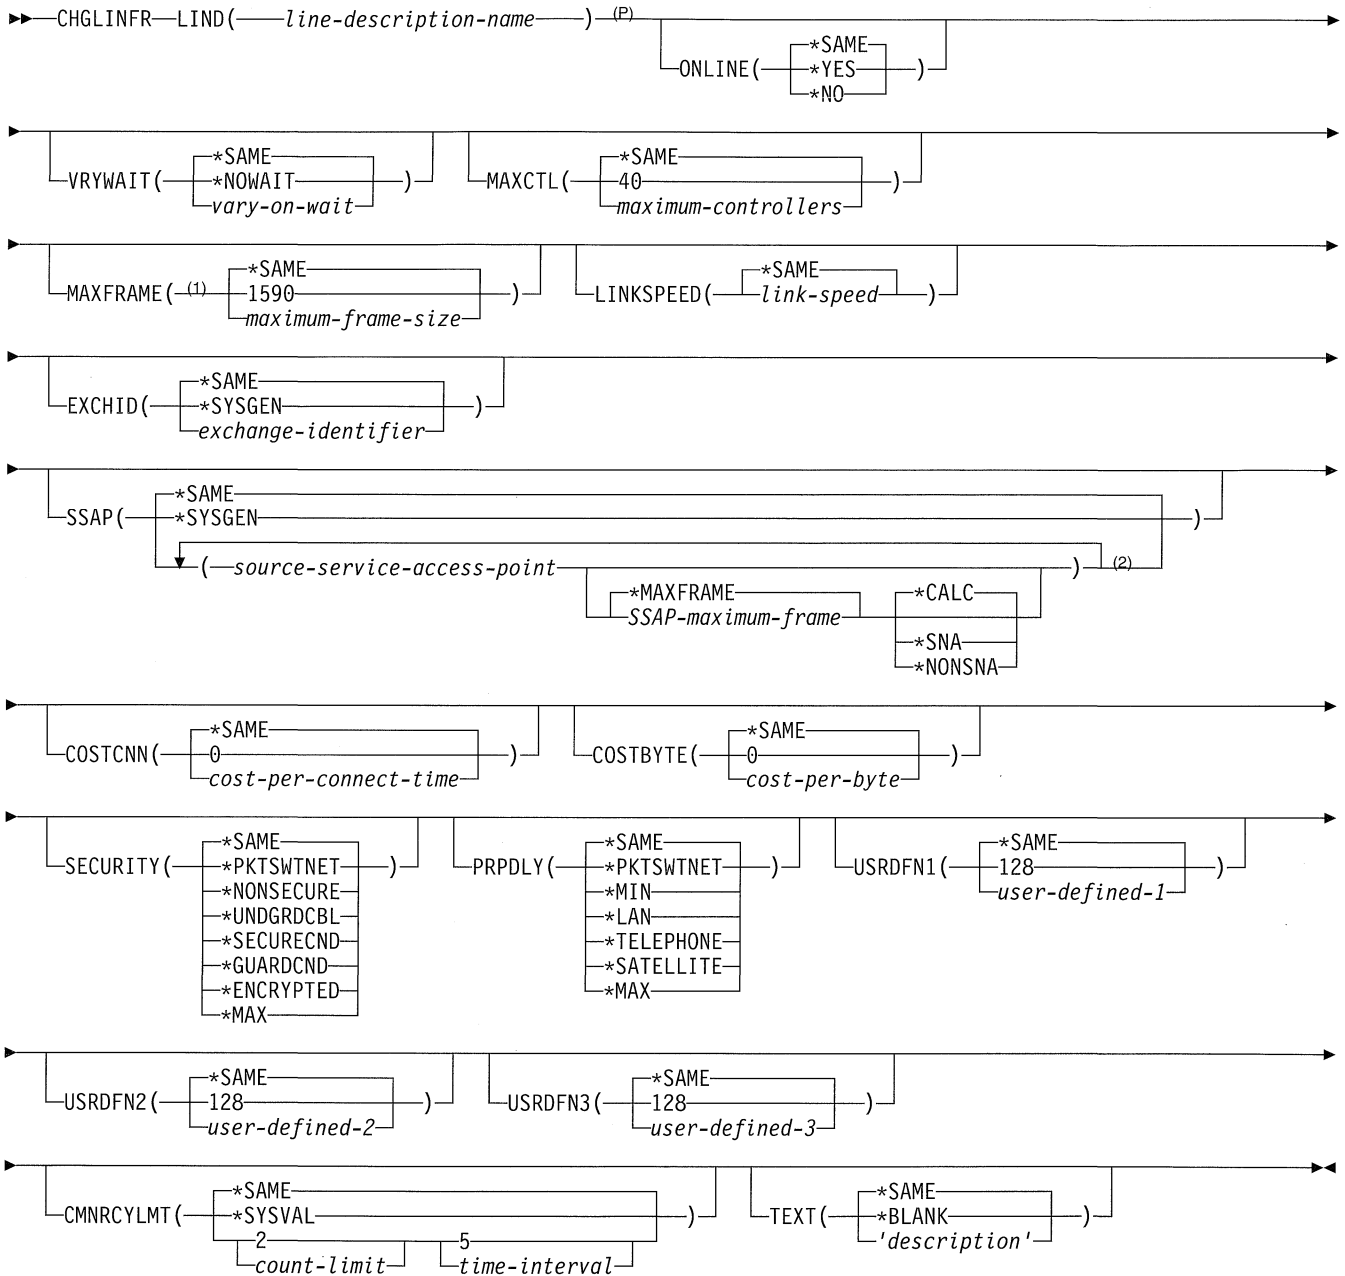 CHGLINFR LIND( line-description-name ) (P)
*SAME
ONLINE( *YES )
*NO
*SAME
VRYWAIT( *NOWAIT )
vary-on-wait
*SAME
MAXCTL( 40 )
maximum-controllers
*SAME
MAXFRAME( (1) 1590 )
maximum-frame-size
*SAME
LINKSPEED( link-speed )
*SAME
EXCHID( *SYSGEN )
exchange-identifier
*SAME
SSAP( *SYSGEN )
( source-service-access-point ) (2)
*MAXFRAME
SSAP-maximum-frame
*CALC
*SNA
*NONSNA
*SAME
COSTCNN( 0 )
cost-per-connect-time
*SAME
COSTBYTE( 0 )
cost-per-byte
*SAME
SECURITY( *PKTSWTNET )
*NONSECURE
*UNDGRDCBL
*SECURECND
*GUARDCND
*ENCRYPTED
*MAX
*SAME
PRPDLY( *PKTSWTNET )
*MIN
*LAN
*TELEPHONE
*SATELLITE
*MAX
*SAME
USRDFN1( 128 )
user-defined-1
*SAME
USRDFN2( 128 )
user-defined-2
*SAME
USRDFN3( 128 )
user-defined-3
*SAME
CMNRCYLMT( *SYSVAL )
2 5
count-limit time-interval
*SAME
TEXT( *BLANK )
'description'